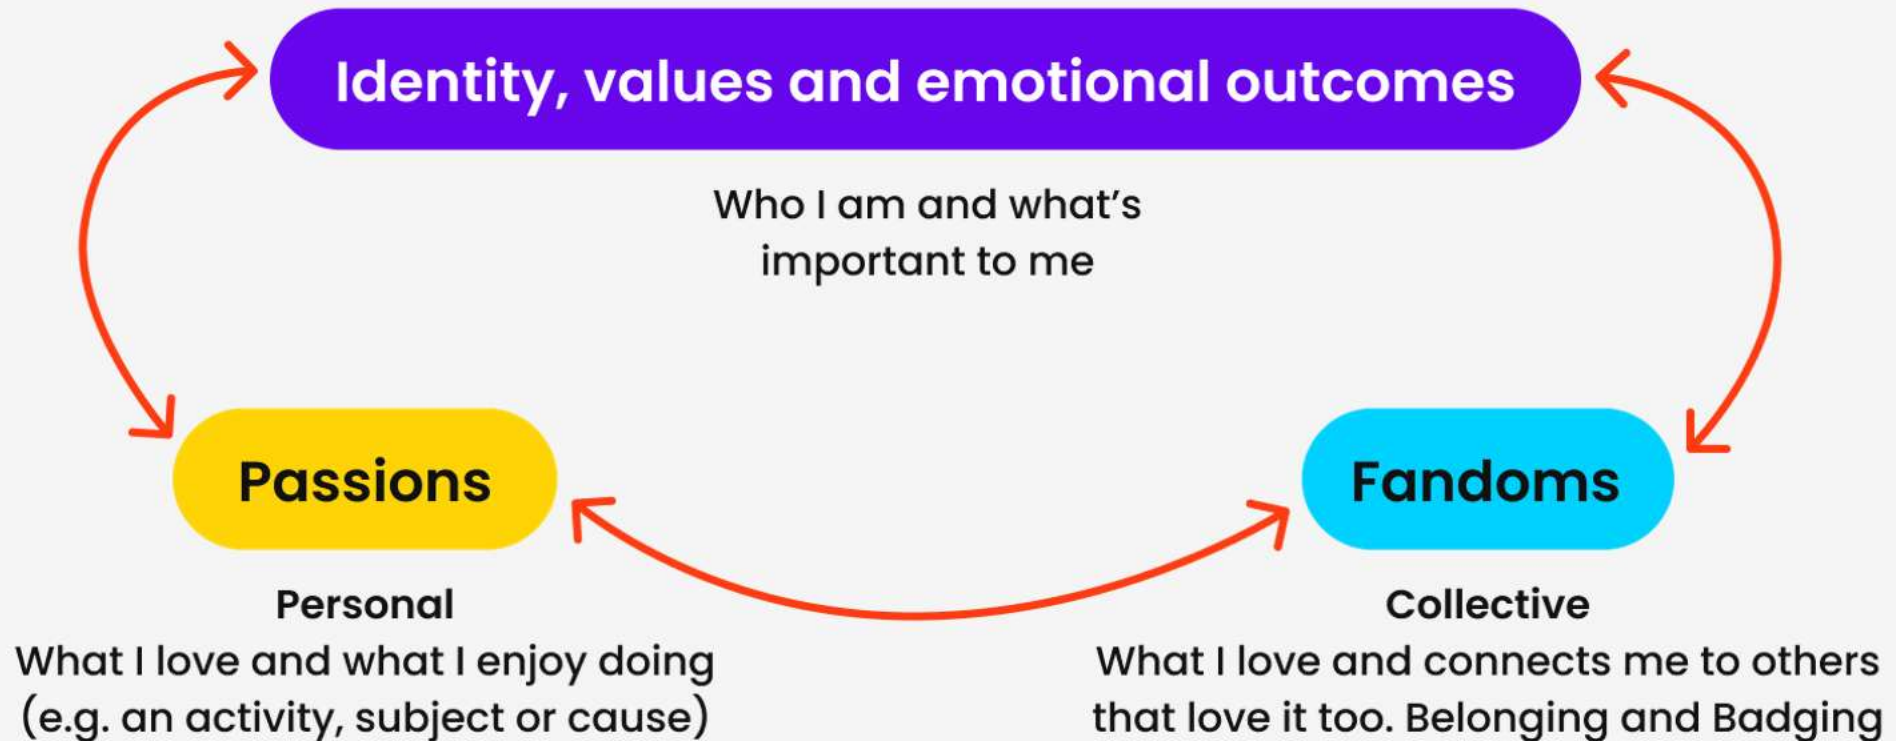 Identity, values and emotional outcomes
Who I am and what’s
important to me
Passions
Personal
What I love and what I enjoy doing
(e.g. an activity, subject or cause)
Fandoms
Collective
What I love and connects me to others
that love it too. Belonging and Badging